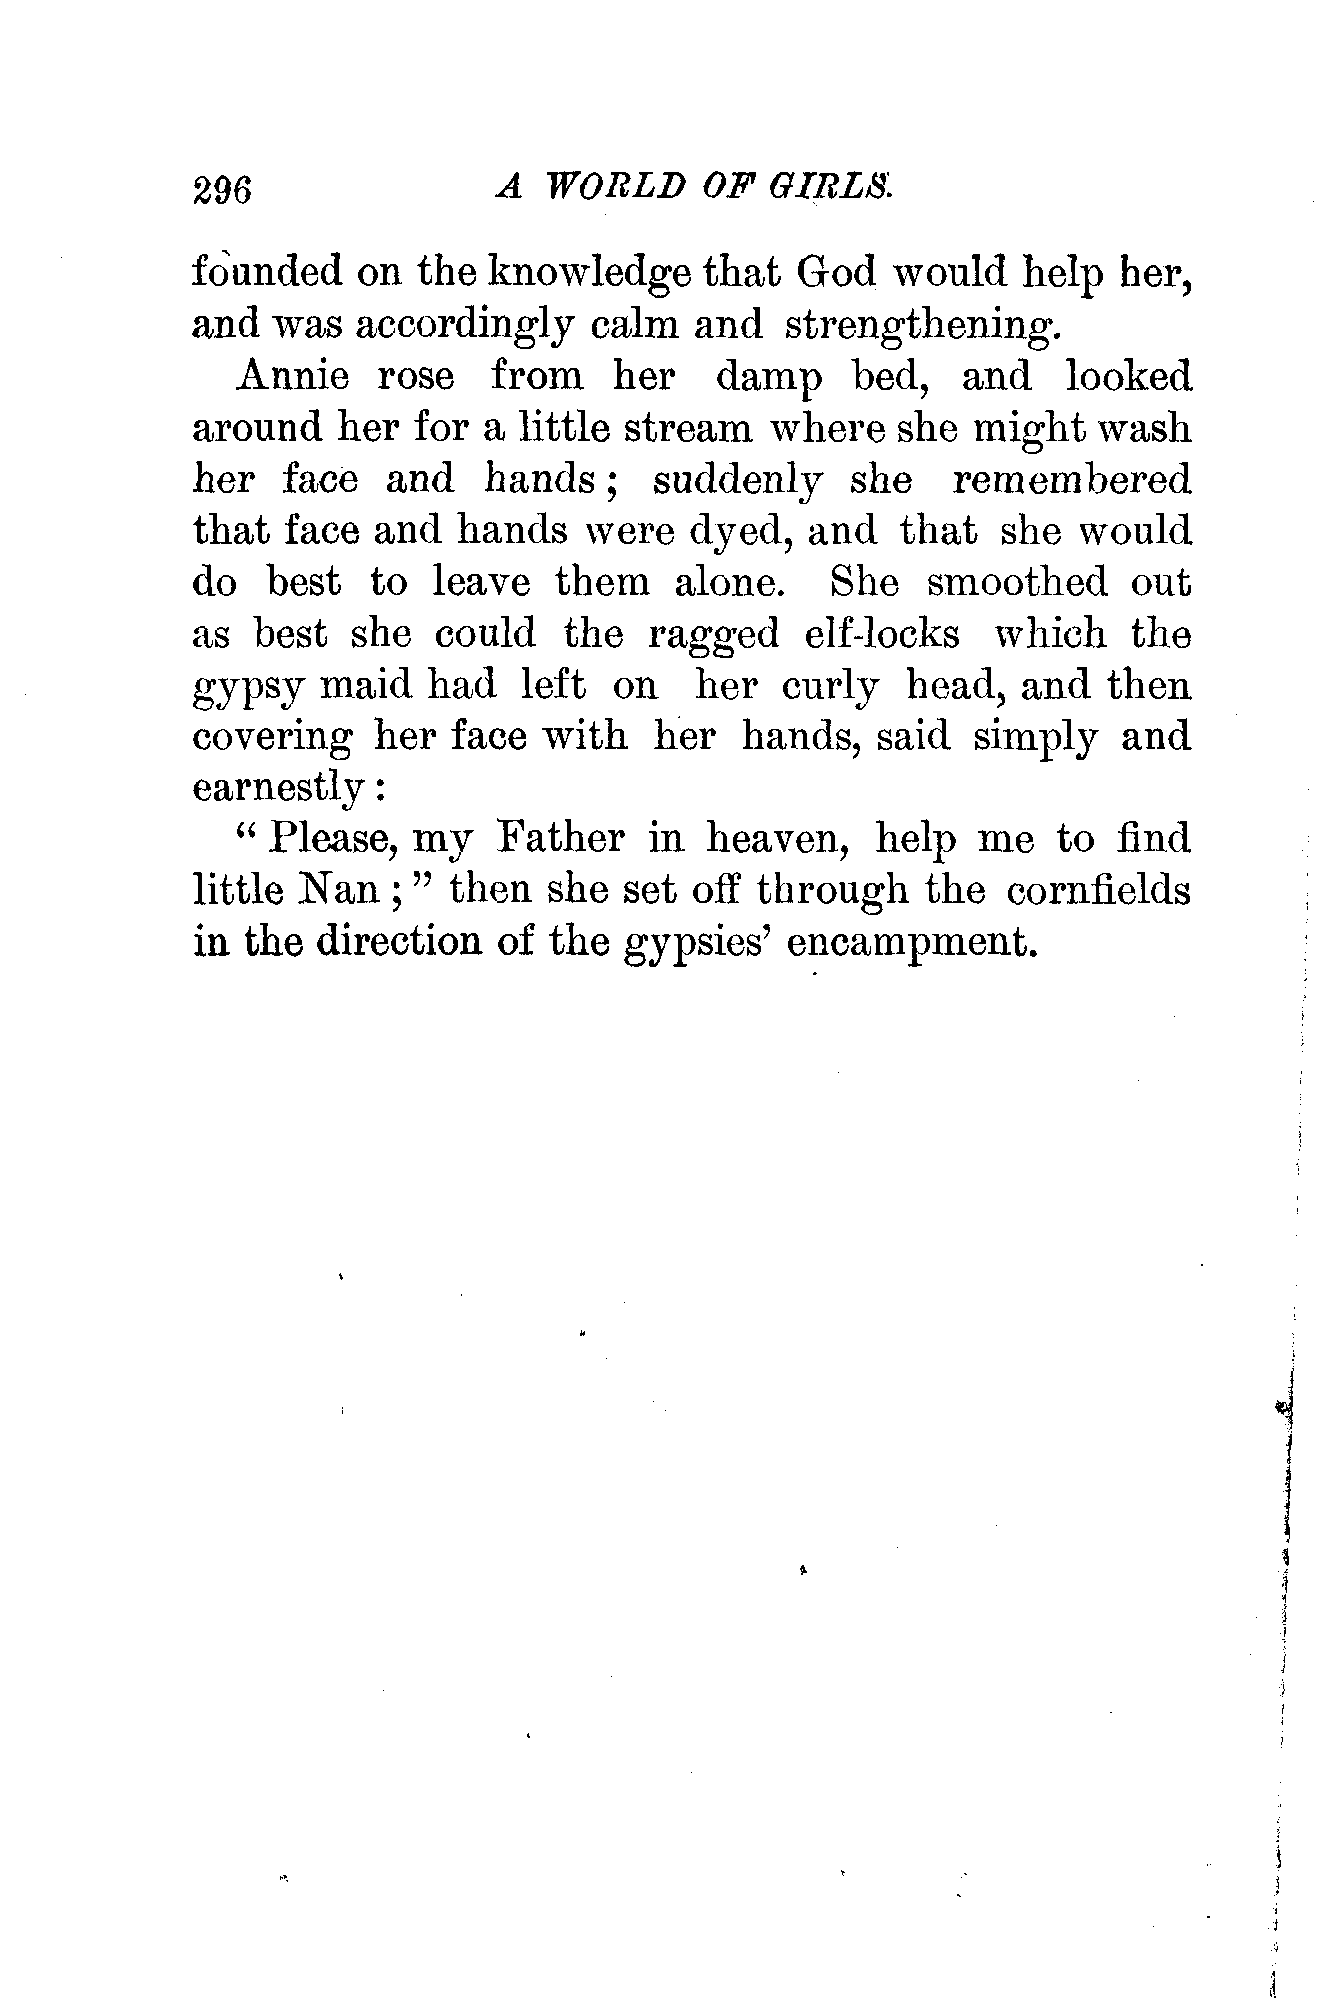 296 A WORLD OF GIRLS.
founded on the knowledge that God would help her,
and was accordingly calm and strengthening.
Annie rose from her damp bed, and looked
around her for a little stream where she might wash
her face and hands ; suddenly she remembered
that face and hands were dyed, and that she would
do best to leave them alone. She smoothed out
as best she could the ragged elf-locks which the
gypsy maid had left on her curly head, and then
covering her face with her hands, said simply and
earnestly :
“ Please, my Father in heaven, help me to find
little Nan ; ” then she set off through the cornfields
in the direction of the gypsies’ encampment.